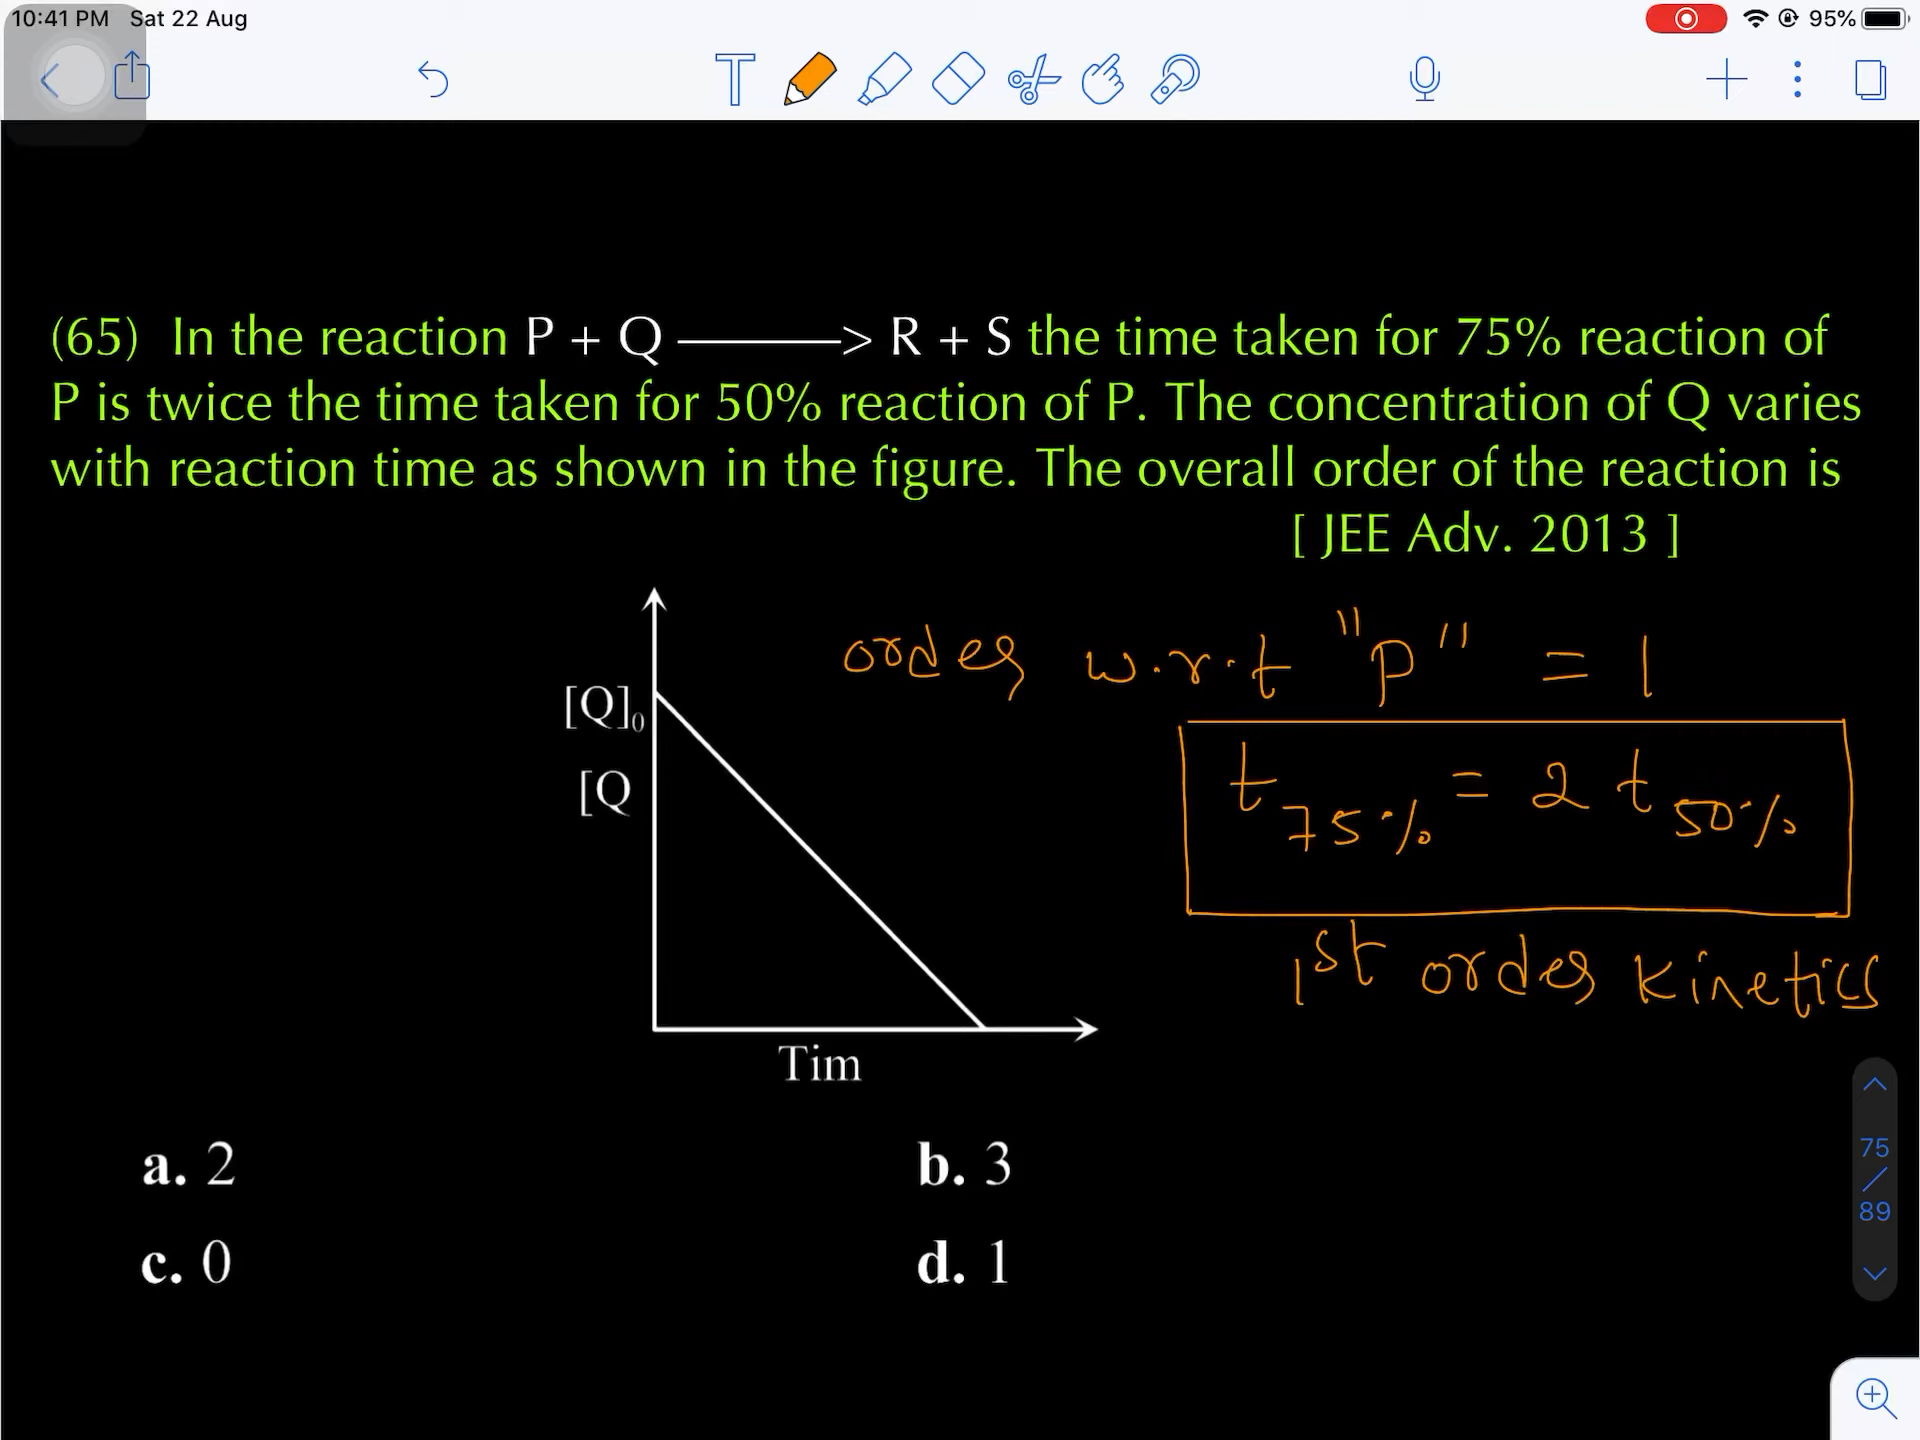 10:41 PM Sat 22 Aug
95%
(65) In the reaction P + Q ———> R + S the time taken for 75% reaction of
P is twice the time taken for 50% reaction of P. The concentration of Q varies
with reaction time as shown in the figure. The overall order of the reaction is
[ JEE Adv. 2013 ]
order w.r.t "P" = 1
[Q]₀
[Q
t 75% = 2 t 50%
1st order kinetics
Tim
a. 2
b. 3
c. 0
d. 1
75
/
89